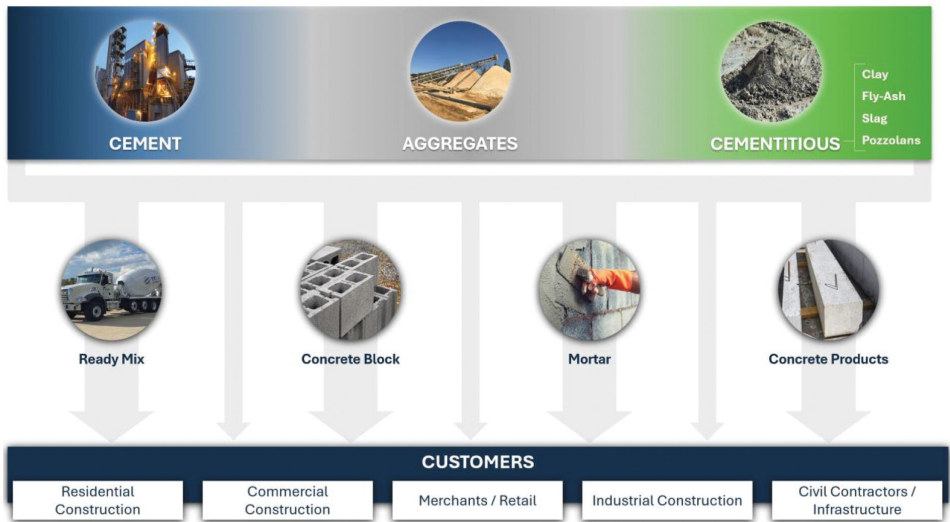 CEMENT
AGGREGATES
CEMENTITIOUS
Clay
Fly-Ash
Slag
Pozzolans
Ready Mix
Concrete Block
Mortar
Concrete Products
CUSTOMERS
Residential
Construction
Commercial
Construction
Merchants / Retail
Industrial Construction
Civil Contractors /
Infrastructure